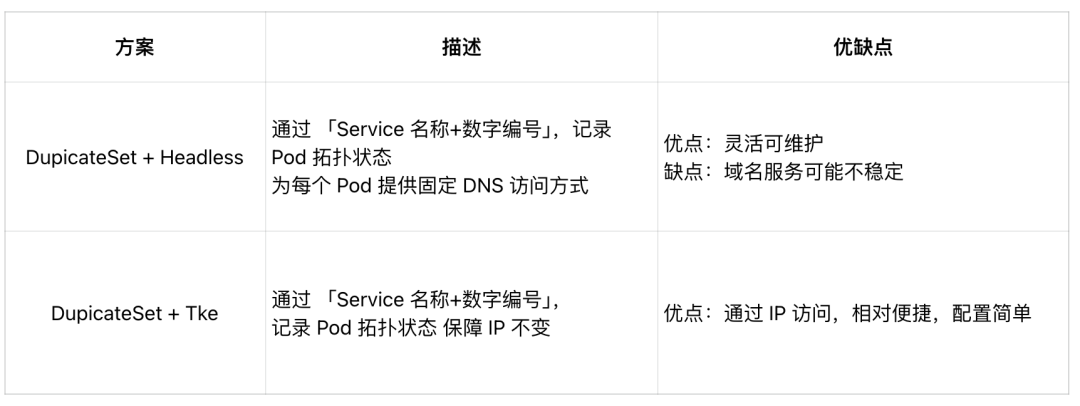 方案
描述
优缺点
DupicateSet + Headless
通过 「Service 名称+数字编号」，记录
Pod 拓扑状态
为每个 Pod 提供固定 DNS 访问方式
优点：灵活可维护
缺点：域名服务可能不稳定
DupicateSet + Tke
通过 「Service 名称+数字编号」，
记录 Pod 拓扑状态 保障 IP 不变
优点：通过 IP 访问，相对便捷，配置简单